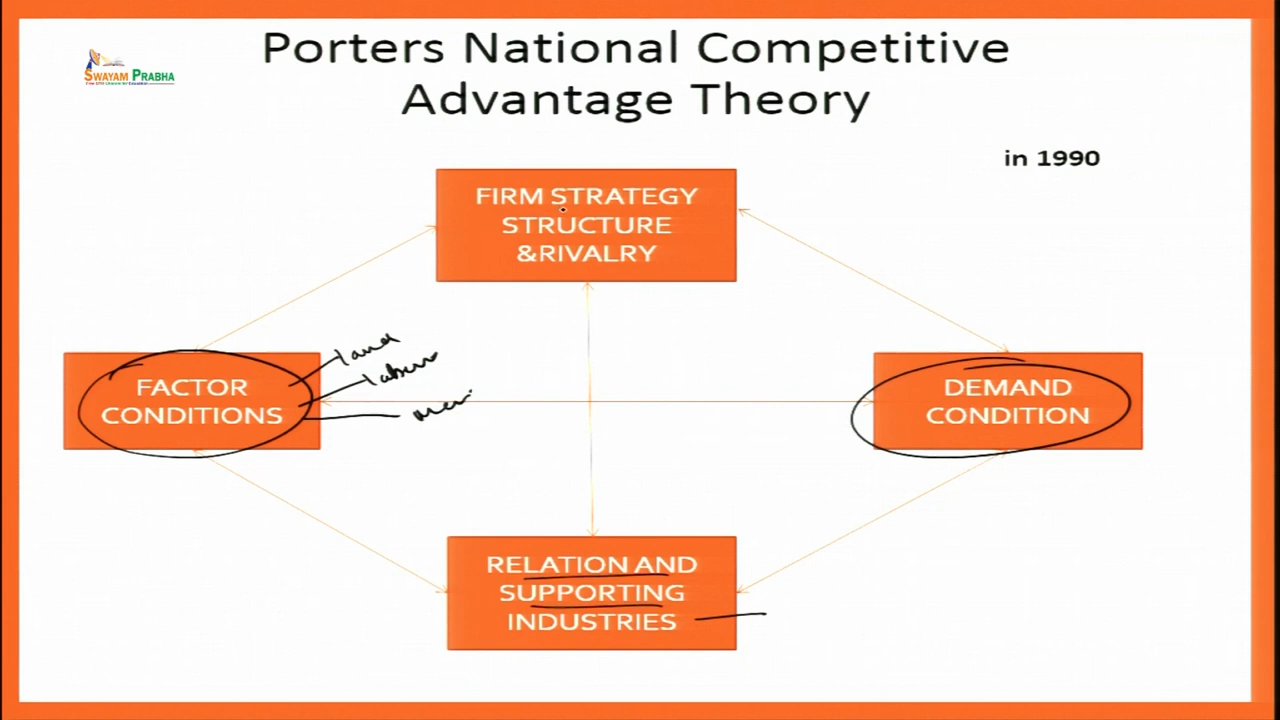 Porters National Competitive
Advantage Theory
SWAYAM PRABHA
in 1990
FIRM STRATEGY
STRUCTURE
&RIVALRY
land
labour
FACTOR
CONDITIONS
DEMAND
CONDITION
RELATION AND
SUPPORTING
INDUSTRIES